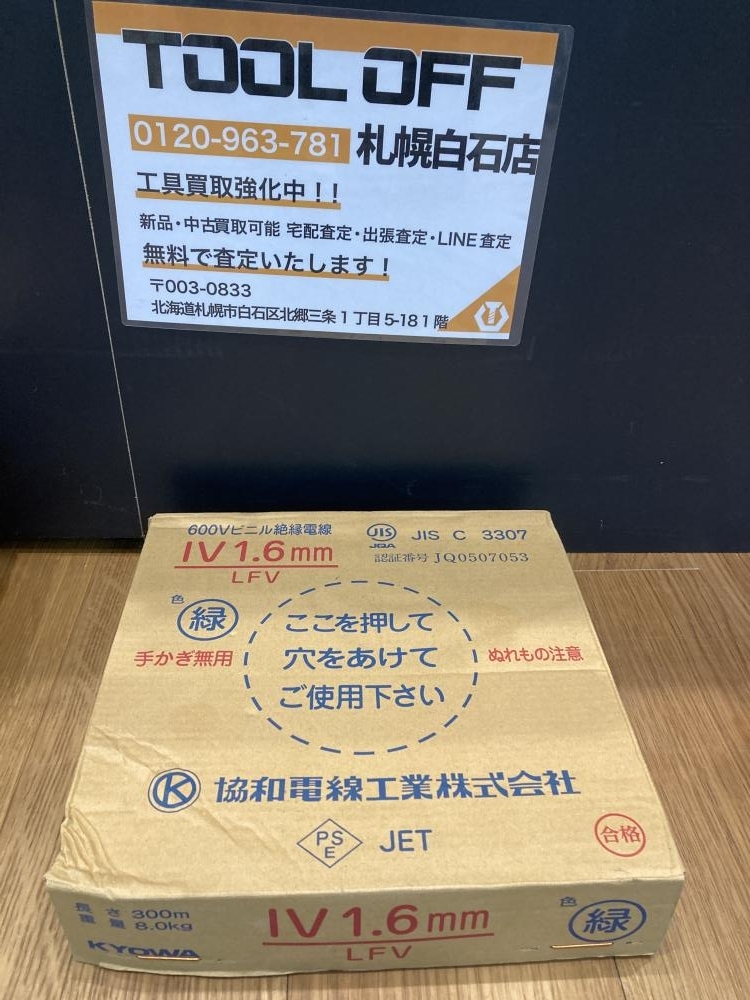 TOOL OFF
0120-963-781 札幌白石店
工具買取強化中！！
新品・中古買取可能 宅配査定・出張査定・LINE査定
無料で査定いたします！
〒003-0833
北海道札幌市白石区北郷三条1丁目5-18 1階
600Vビニル絶縁電線
IV1.6mm
LFV
JIS JIS C 3307
JQA
認証番号 JQ0507053
色
緑
手かぎ無用
ここを押して
穴をあけて
ご使用下さい
ぬれもの注意
K 協和電線工業株式会社
PS
E
JET
合格
長さ 300m
重量 8.0kg
KYOWA
IV1.6mm
LFV
色
緑